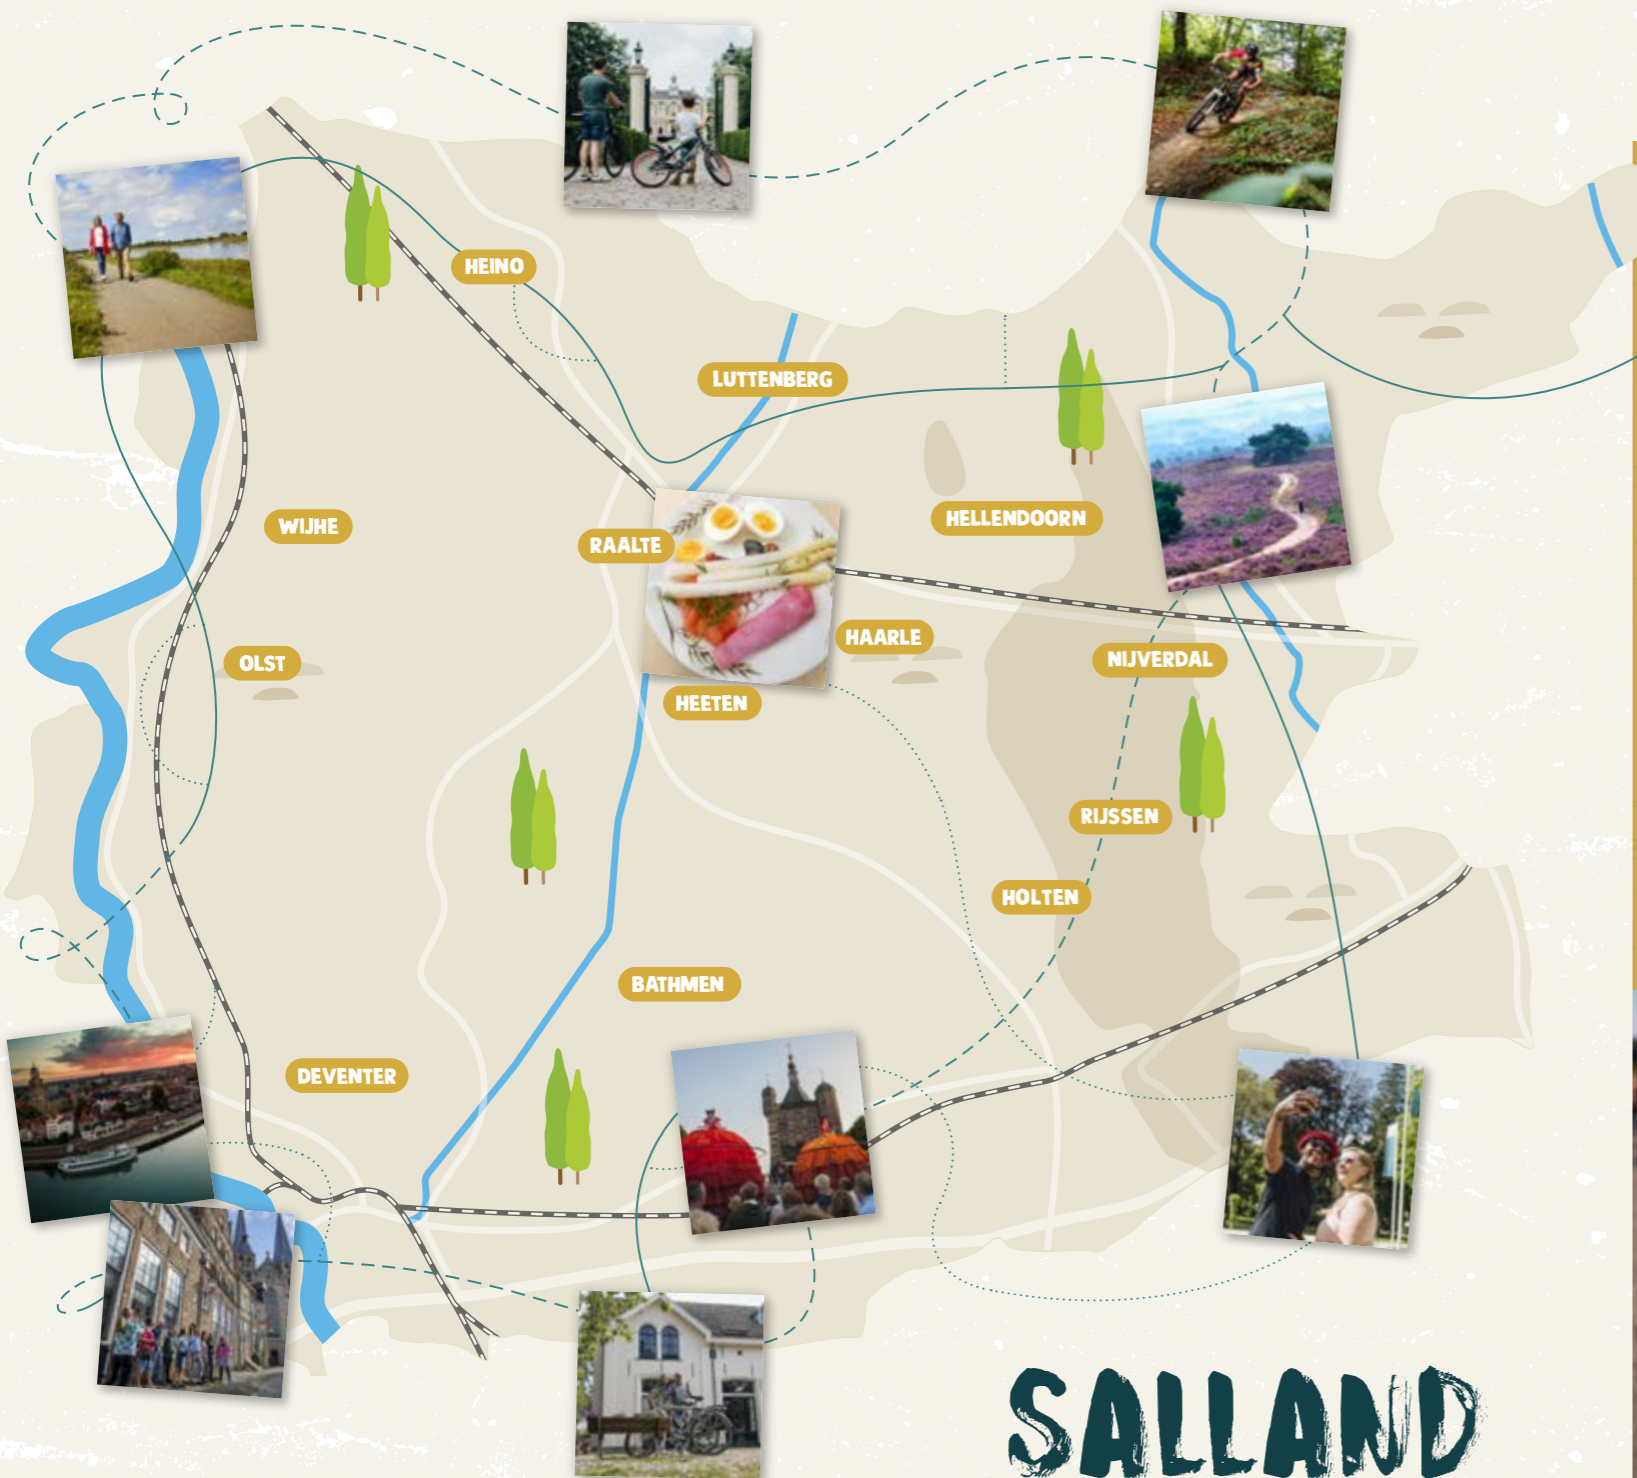 HEINO
LUTTENBERG
WIJHE
RAALTE
HELLENDOORN
OLST
HAARLE
NIJVERDAL
HEETEN
RIJSSEN
HOLTEN
BATHMEN
DEVENTER
SALLAND